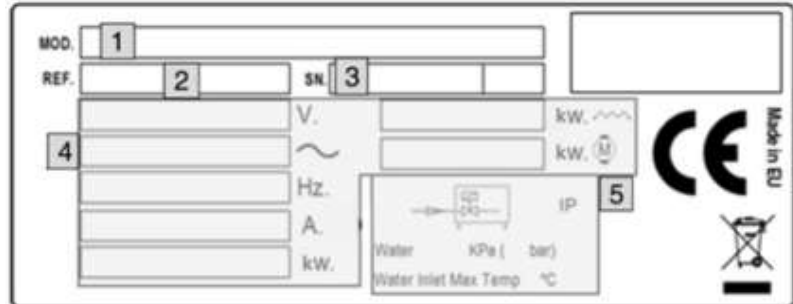 MOD. 1
REF. 2 SN. 3
V. kw.
4 kw. M
Hz. 5
IP
A.
Water KPa ( bar)
kw.
Water Inlet Max Temp °C
CE
Made in EU